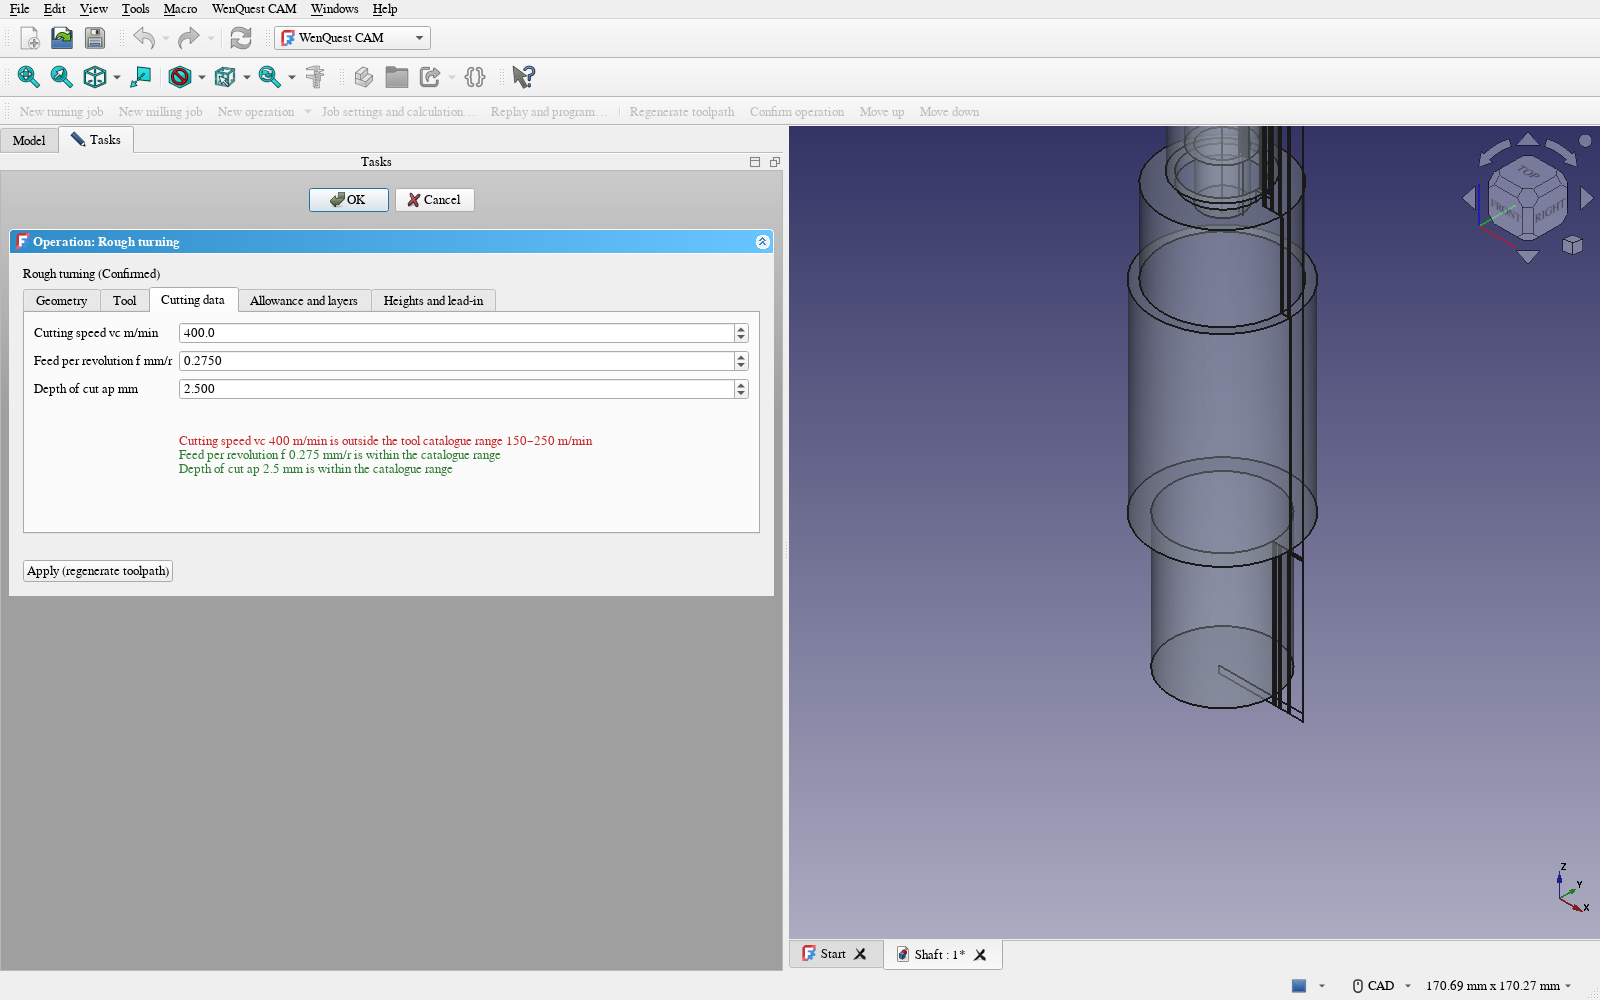 File Edit View Tools Macro WenQuest CAM Windows Help
WenQuest CAM
New turning job New milling job New operation Job settings and calculation… Replay and program… Regenerate toolpath Confirm operation Move up Move down
Model Tasks
Tasks
OK Cancel
Operation: Rough turning
Rough turning (Confirmed)
Geometry Tool Cutting data Allowance and layers Heights and lead-in
Cutting speed vc m/min 400.0
Feed per revolution f mm/r 0.2750
Depth of cut ap mm 2.500
Cutting speed vc 400 m/min is outside the tool catalogue range 150–250 m/min
Feed per revolution f 0.275 mm/r is within the catalogue range
Depth of cut ap 2.5 mm is within the catalogue range
Apply (regenerate toolpath)
TOP
FRONT RIGHT
Z
Y
X
Start Shaft : 1*
CAD 170.69 mm x 170.27 mm